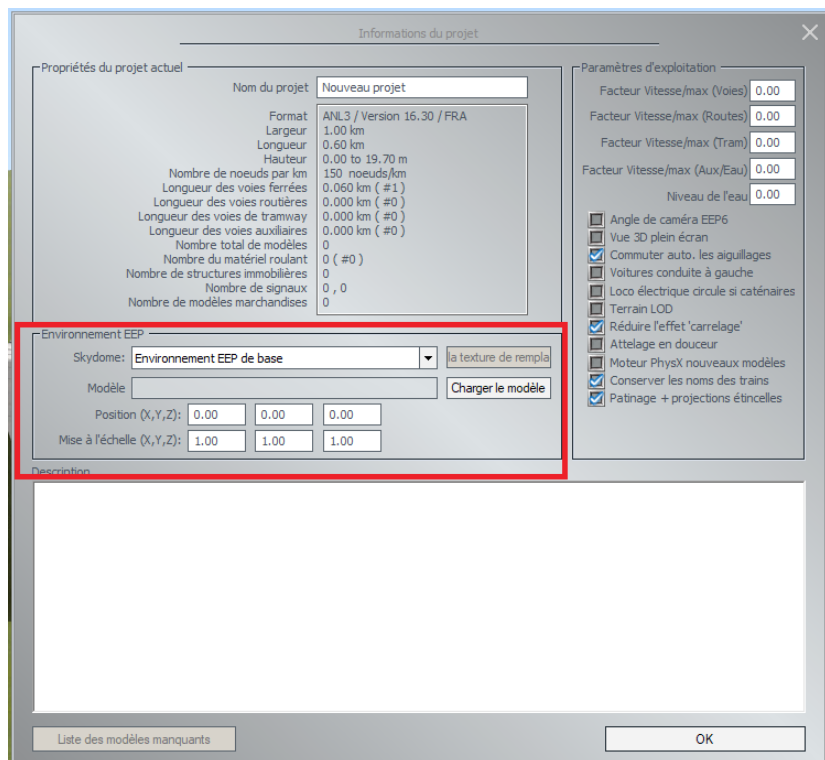 Informations du projet
Propriétés du projet actuel
Nom du projet Nouveau projet
Format ANL3 / Version 16.30 / FRA
Largeur 1.00 km
Longueur 0.60 km
Hauteur 0.00 to 19.70 m
Nombre de noeuds par km 150 noeuds/km
Longueur des voies ferrées 0.060 km ( #1 )
Longueur des voies routières 0.000 km ( #0 )
Longueur des voies de tramway 0.000 km ( #0 )
Longueur des voies auxiliaires 0.000 km ( #0 )
Nombre total de modèles 0
Nombre du matériel roulant 0 ( #0 )
Nombre de structures immobilières 0
Nombre de signaux 0 , 0
Nombre de modèles marchandises 0
Environnement EEP
Skydome: Environnement EEP de base la texture de rempla
Modèle Charger le modèle
Position (X,Y,Z): 0.00 0.00 0.00
Mise à l'échelle (X,Y,Z): 1.00 1.00 1.00
Paramètres d'exploitation
Facteur Vitesse/max (Voies) 0.00
Facteur Vitesse/max (Routes) 0.00
Facteur Vitesse/max (Tram) 0.00
Facteur Vitesse/max (Aux/Eau) 0.00
Niveau de l'eau 0.00
Angle de caméra EEP6
Vue 3D plein écran
Commuter auto. les aiguillages
Voitures conduite à gauche
Loco électrique circule si caténaires
Terrain LOD
Réduire l'effet 'carrelage'
Attelage en douceur
Moteur PhysX nouveaux modèles
Conserver les noms des trains
Patinage + projections étincelles
Description
Liste des modèles manquants
OK